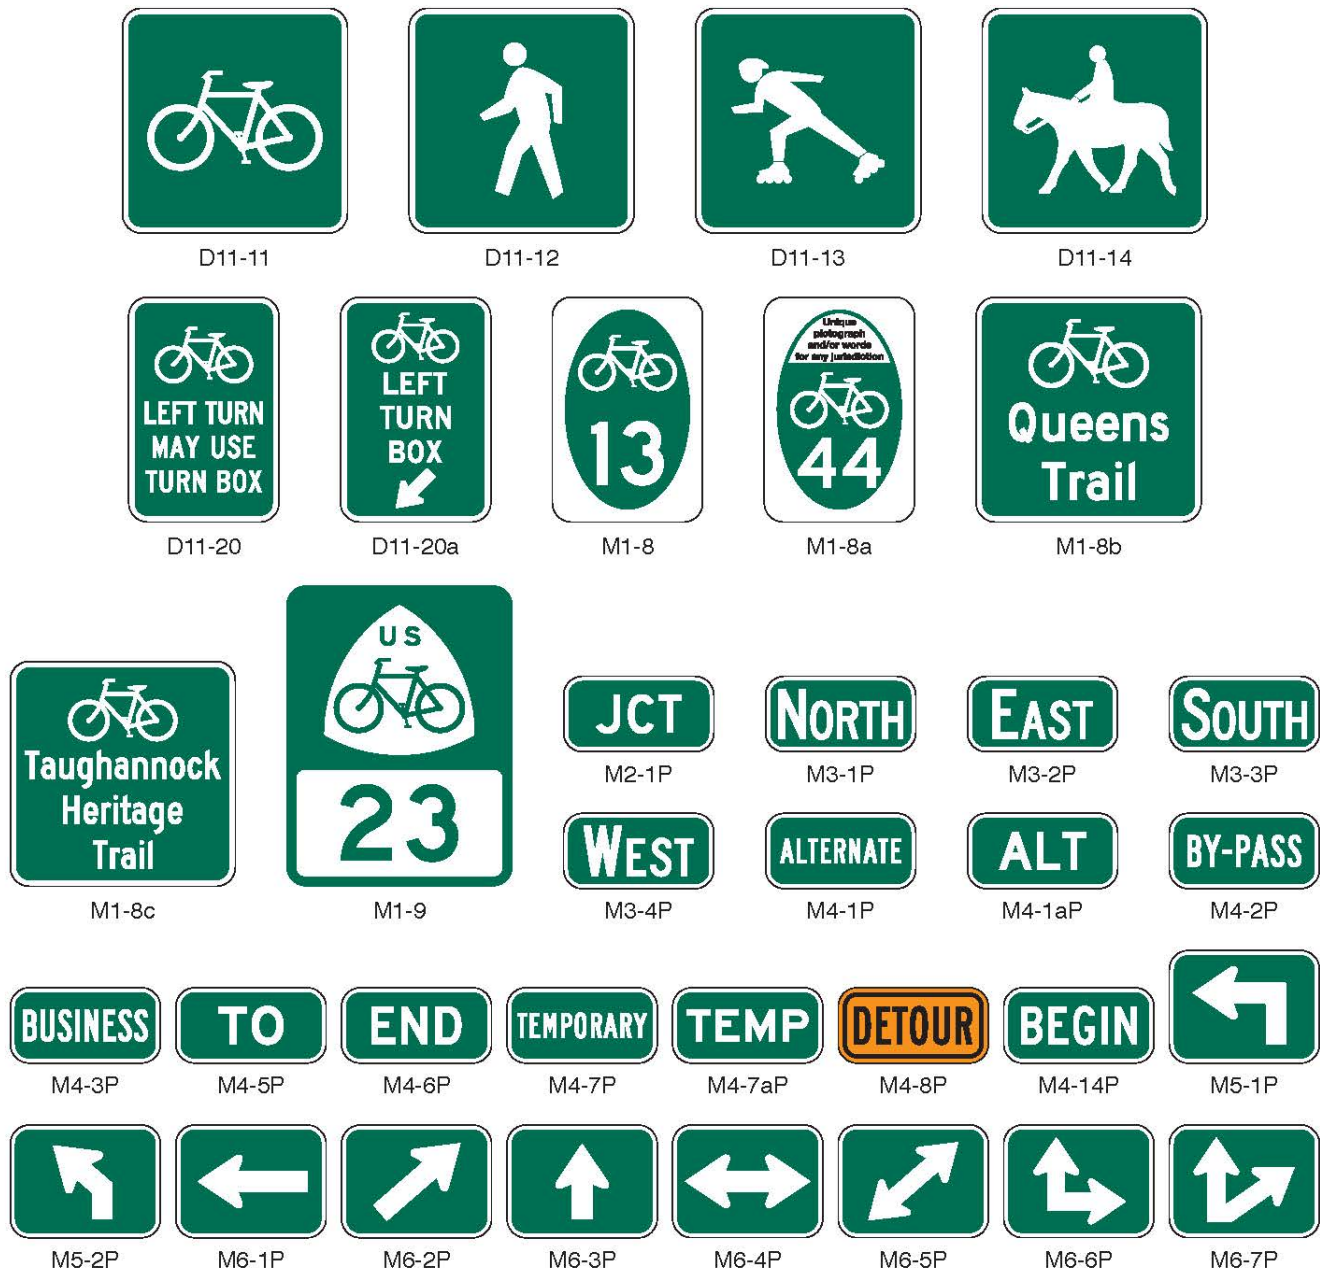 D11-11
D11-12
D11-13
D11-14
LEFT TURN
MAY USE
TURN BOX
D11-20
LEFT
TURN
BOX
D11-20a
13
M1-8
Unique
pictograph
and/or words
for any jurisdiction
44
M1-8a
Queens
Trail
M1-8b
Taughannock
Heritage
Trail
M1-8c
US
23
M1-9
JCT
M2-1P
NORTH
M3-1P
EAST
M3-2P
SOUTH
M3-3P
WEST
M3-4P
ALTERNATE
M4-1P
ALT
M4-1aP
BY-PASS
M4-2P
BUSINESS
M4-3P
TO
M4-5P
END
M4-6P
TEMPORARY
M4-7P
TEMP
M4-7aP
DETOUR
M4-8P
BEGIN
M4-14P
M5-1P
M5-2P
M6-1P
M6-2P
M6-3P
M6-4P
M6-5P
M6-6P
M6-7P